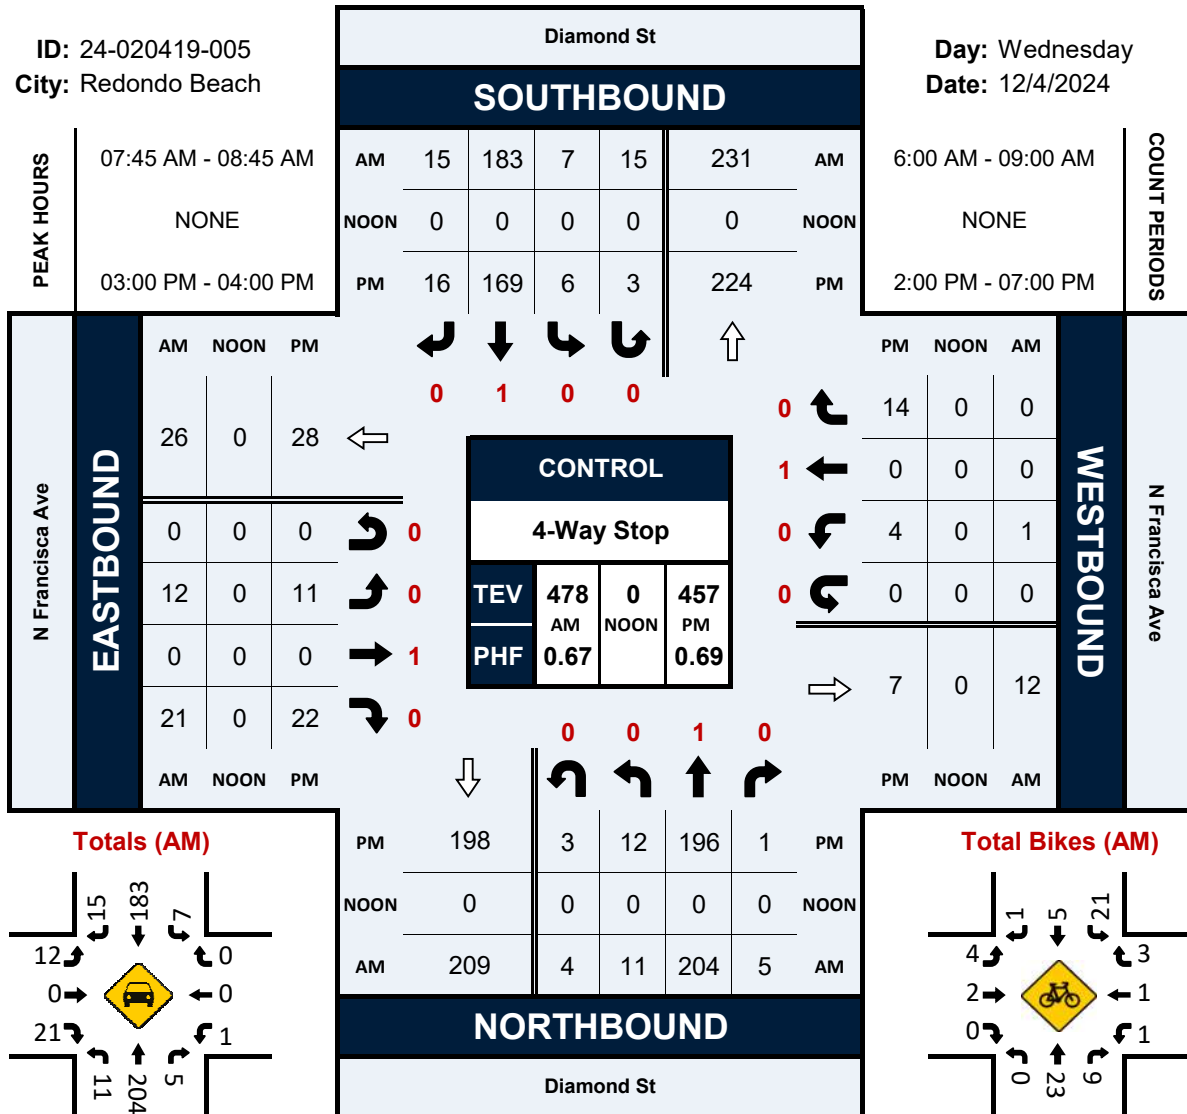 Diamond St
ID: 24-020419-005
City: Redondo Beach
Day: Wednesday
Date: 12/4/2024
SOUTHBOUND
PEAK HOURS
07:45 AM - 08:45 AM
NONE
03:00 PM - 04:00 PM
AM 15 183 7 15 231 AM
NOON 0 0 0 0 0 NOON
PM 16 169 6 3 224 PM
6:00 AM - 09:00 AM
NONE
2:00 PM - 07:00 PM
COUNT PERIODS
0 1 0 0
N Francisca Ave
EASTBOUND
AM NOON PM
26 0 28
0 0 0 0
12 0 11 0
0 0 0 1
21 0 22 0
AM NOON PM
CONTROL
4-Way Stop
TEV 478 0 457
AM NOON PM
PHF 0.67 0.69
PM NOON AM
0 14 0 0
1 0 0 0
0 4 0 1
0 0 0 0
7 0 12
PM NOON AM
WESTBOUND
N Francisca Ave
0 0 1 0
PM 198 3 12 196 1 PM
NOON 0 0 0 0 0 NOON
AM 209 4 11 204 5 AM
NORTHBOUND
Diamond St
Totals (AM)
15 183 7
12 0
0 0
21 1
11 204 5
Total Bikes (AM)
1 5 21
4 3
2 1
0 1
0 23 9